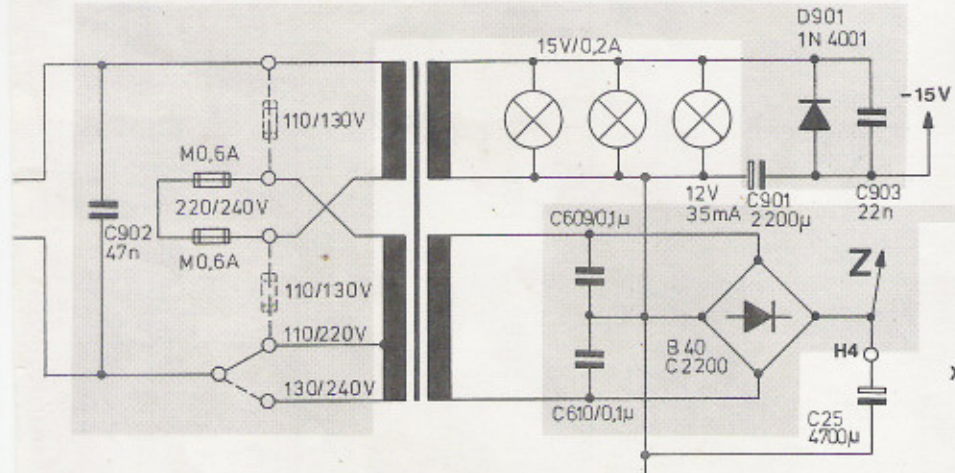 D901
1N 4001
15V/0,2A
-15V
110/130V
M0,6A
220/240V
C902
47n
M0,6A
12V
35mA
C901
2200µ
C903
22n
C609/0,1µ
Z
110/130V
110/220V
B 40
C 2200
H4
130/240V
C610/0,1µ
C25
4700µ